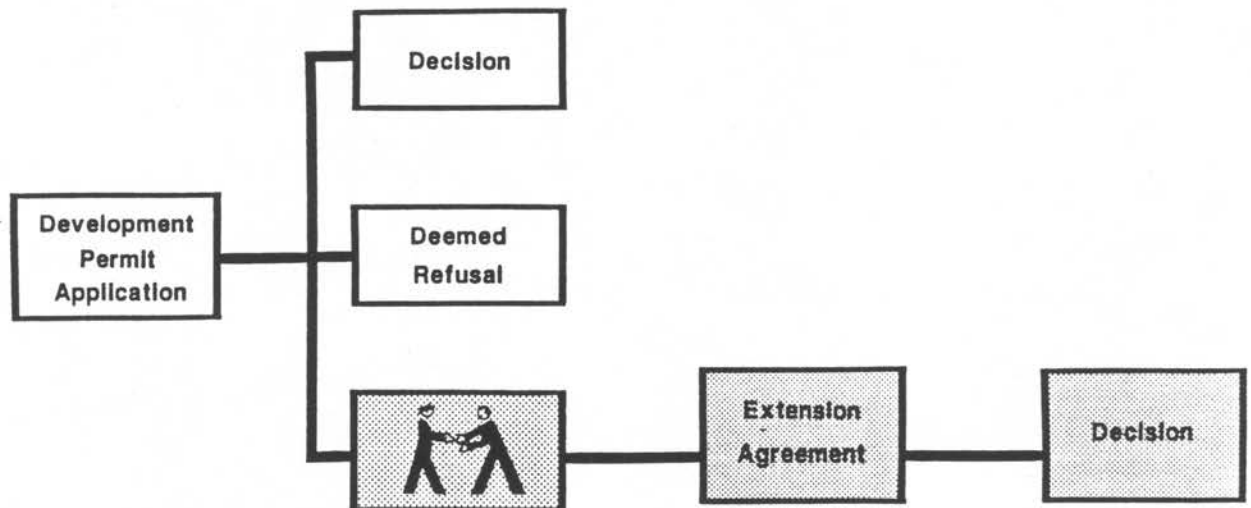 Decision
Development
Permit
Application
Deemed
Refusal
Extension
Agreement
Decision